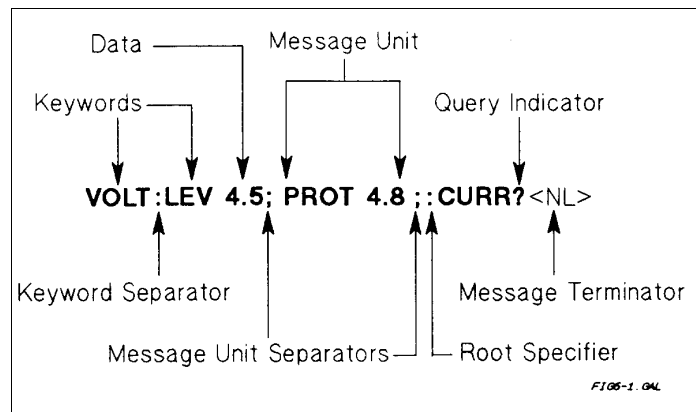 Data
Message Unit
Keywords
Query Indicator
VOLT:LEV 4.5; PROT 4.8 ;:CURR?<NL>
Keyword Separator
Message Terminator
Message Unit Separators
Root Specifier
FIG6-1.GAL